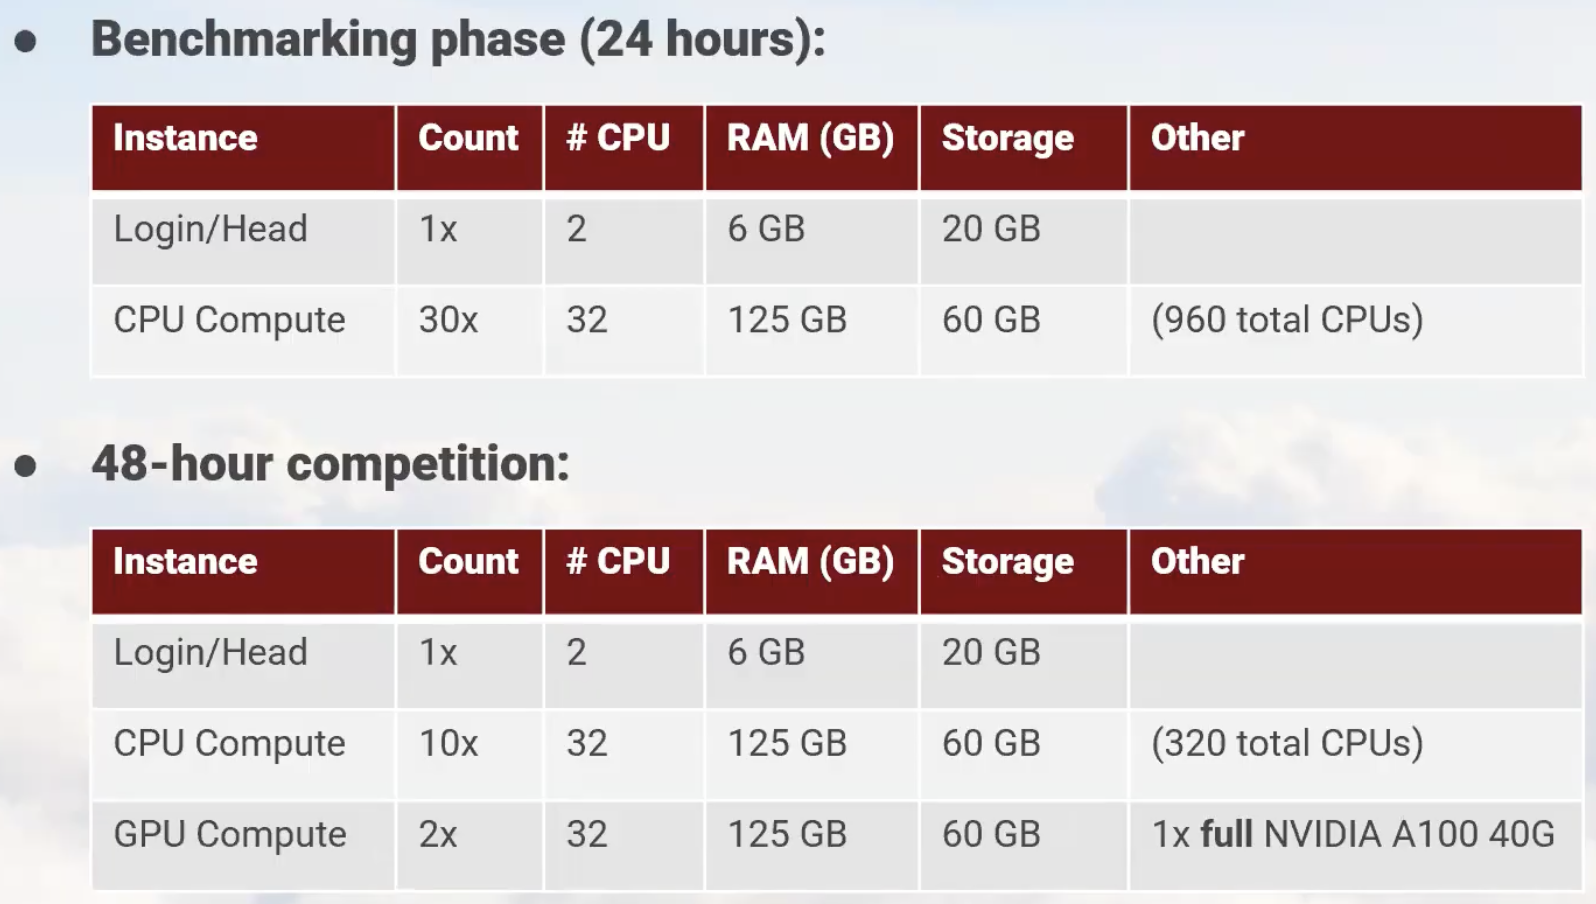 ● Benchmarking phase (24 hours):
Instance Count # CPU RAM (GB) Storage Other
Login/Head 1x 2 6 GB 20 GB
CPU Compute 30x 32 125 GB 60 GB (960 total CPUs)
● 48-hour competition:
Instance Count # CPU RAM (GB) Storage Other
Login/Head 1x 2 6 GB 20 GB
CPU Compute 10x 32 125 GB 60 GB (320 total CPUs)
GPU Compute 2x 32 125 GB 60 GB 1x full NVIDIA A100 40G